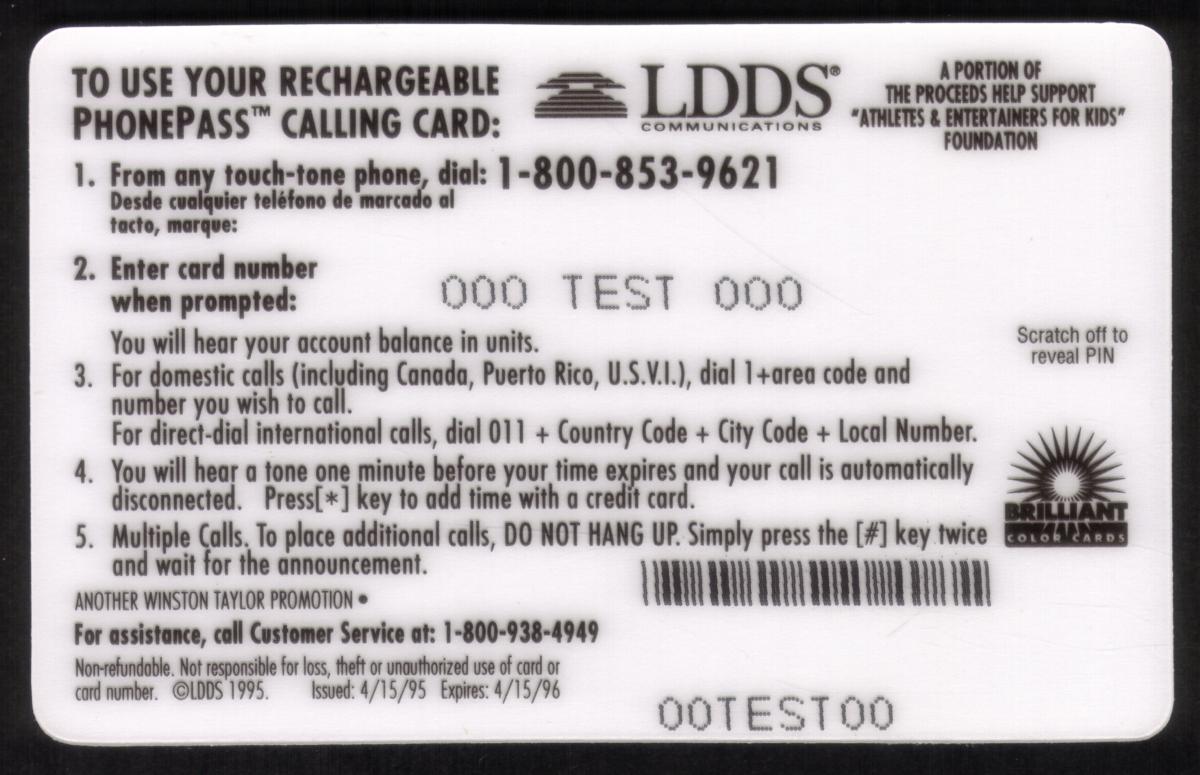 TO USE YOUR RECHARGEABLE
PHONEPASS™ CALLING CARD:
LDDS®
COMMUNICATIONS
A PORTION OF
THE PROCEEDS HELP SUPPORT
"ATHLETES & ENTERTAINERS FOR KIDS"
FOUNDATION
1. From any touch-tone phone, dial: 1-800-853-9621
Desde cualquier teléfono de marcado al
tacto, marque:
2. Enter card number
when prompted:
000 TEST 000
You will hear your account balance in units.
Scratch off to
reveal PIN
3. For domestic calls (including Canada, Puerto Rico, U.S.V.I.), dial 1+area code and
number you wish to call.
For direct-dial international calls, dial 011 + Country Code + City Code + Local Number.
4. You will hear a tone one minute before your time expires and your call is automatically
disconnected. Press[*] key to add time with a credit card.
BRILLIANT
COLOR CARDS
5. Multiple Calls. To place additional calls, DO NOT HANG UP. Simply press the [#] key twice
and wait for the announcement.
ANOTHER WINSTON TAYLOR PROMOTION •
For assistance, call Customer Service at: 1-800-938-4949
Non-refundable. Not responsible for loss, theft or unauthorized use of card or
card number. ©LDDS 1995. Issued: 4/15/95 Expires: 4/15/96
00TEST00